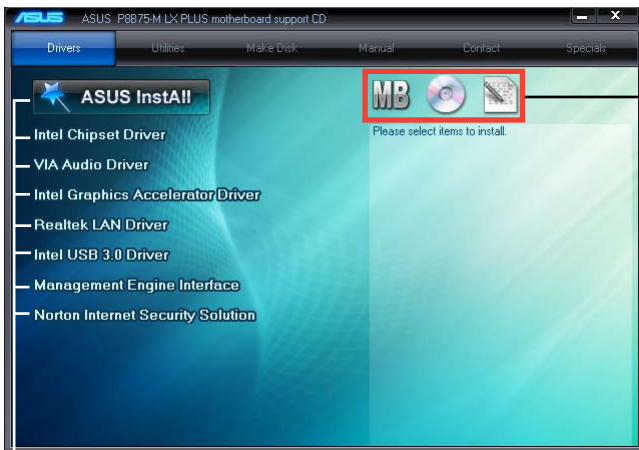 ASUS ASUS P8B75-M LX PLUS motherboard support CD
Drivers Utilities Make Disk Manual Contact Specials
ASUS InstAll
MB
Please select items to install.
Intel Chipset Driver
VIA Audio Driver
Intel Graphics Accelerator Driver
Realtek LAN Driver
Intel USB 3.0 Driver
Management Engine Interface
Norton Internet Security Solution